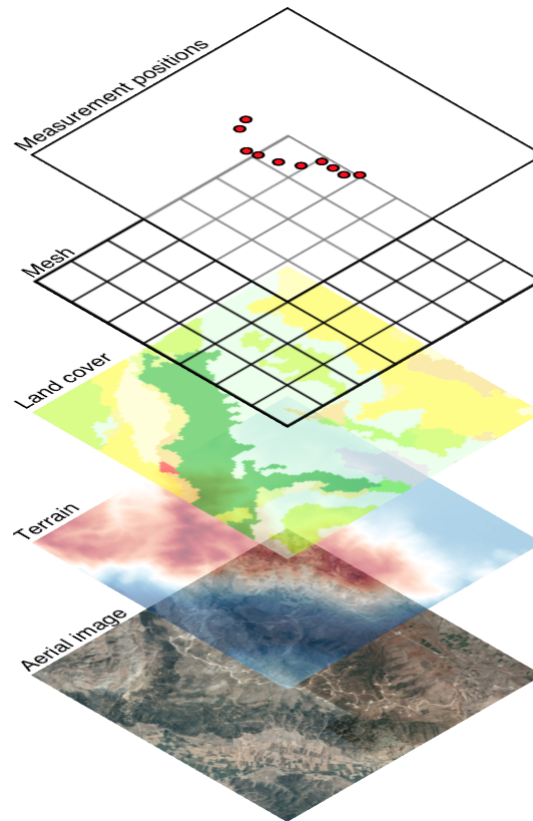 Measurement positions
Mesh
Land cover
Terrain
Aerial image